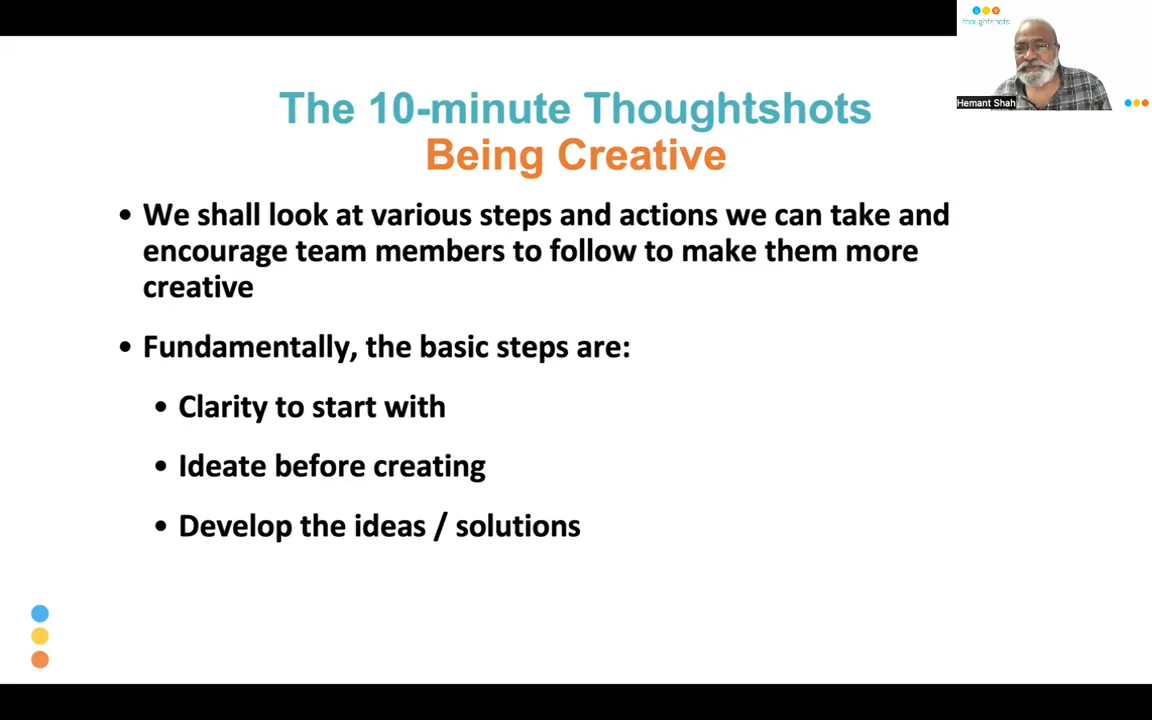 thoughtshots
Hemant Shah
The 10-minute Thoughtshots
Being Creative
• We shall look at various steps and actions we can take and
encourage team members to follow to make them more
creative
• Fundamentally, the basic steps are:
• Clarity to start with
• Ideate before creating
• Develop the ideas / solutions